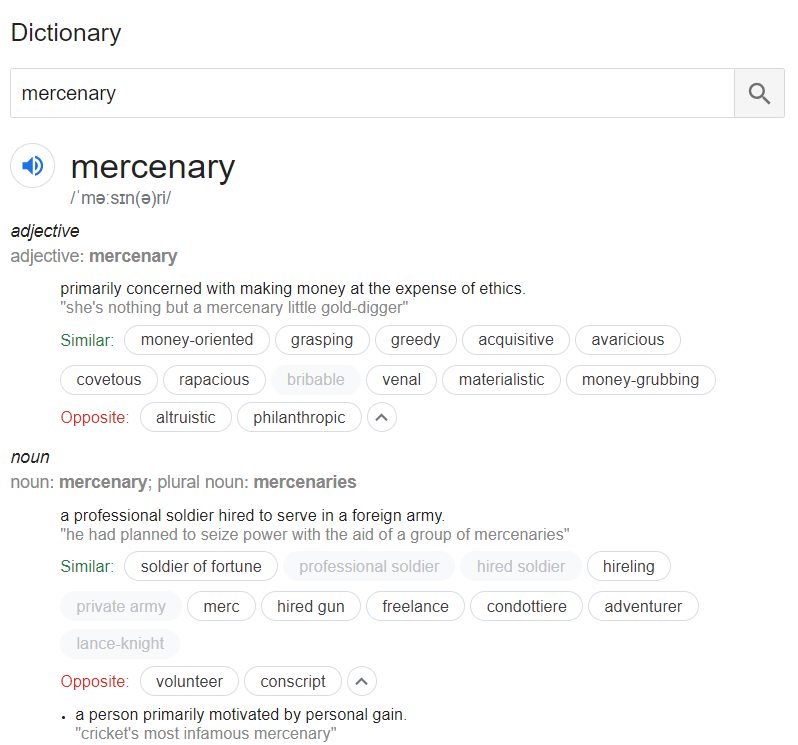 Dictionary
mercenary
mercenary
/ˈməːsɪn(ə)ri/
adjective
adjective: mercenary
primarily concerned with making money at the expense of ethics.
"she's nothing but a mercenary little gold-digger"
Similar: money-oriented grasping greedy acquisitive avaricious
covetous rapacious bribable venal materialistic money-grubbing
Opposite: altruistic philanthropic
noun
noun: mercenary; plural noun: mercenaries
a professional soldier hired to serve in a foreign army.
"he had planned to seize power with the aid of a group of mercenaries"
Similar: soldier of fortune professional soldier hired soldier hireling
private army merc hired gun freelance condottiere adventurer
lance-knight
Opposite: volunteer conscript
• a person primarily motivated by personal gain.
"cricket's most infamous mercenary"